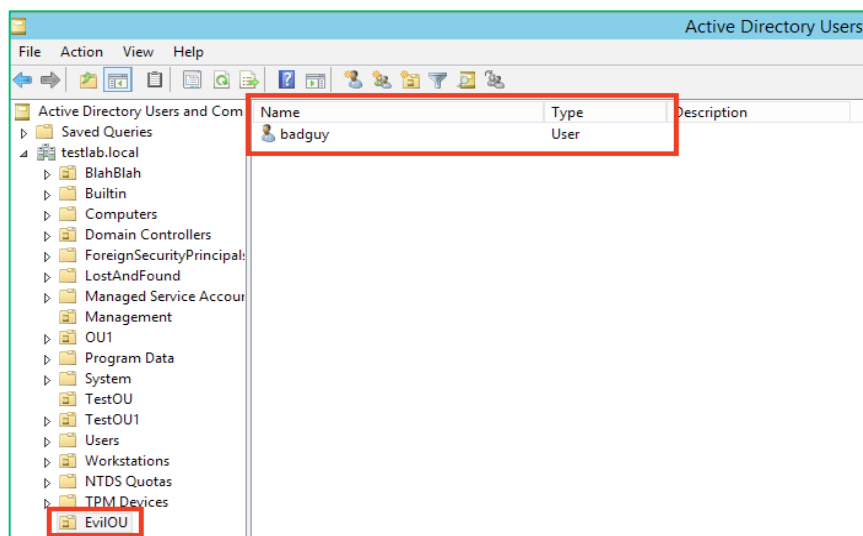 Active Directory Users
File Action View Help
Active Directory Users and Com
Name Type Description
Saved Queries
badguy User
testlab.local
BlahBlah
Builtin
Computers
Domain Controllers
ForeignSecurityPrincipals
LostAndFound
Managed Service Accour
Management
OU1
Program Data
System
TestOU
TestOU1
Users
Workstations
NTDS Quotas
TPM Devices
EvilOU